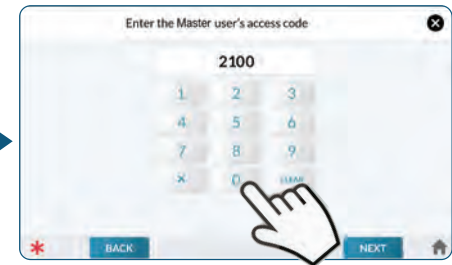 Enter the Master user's access code
2100
1 2 3
4 5 6
7 8 9
* 0 CLEAR
BACK NEXT